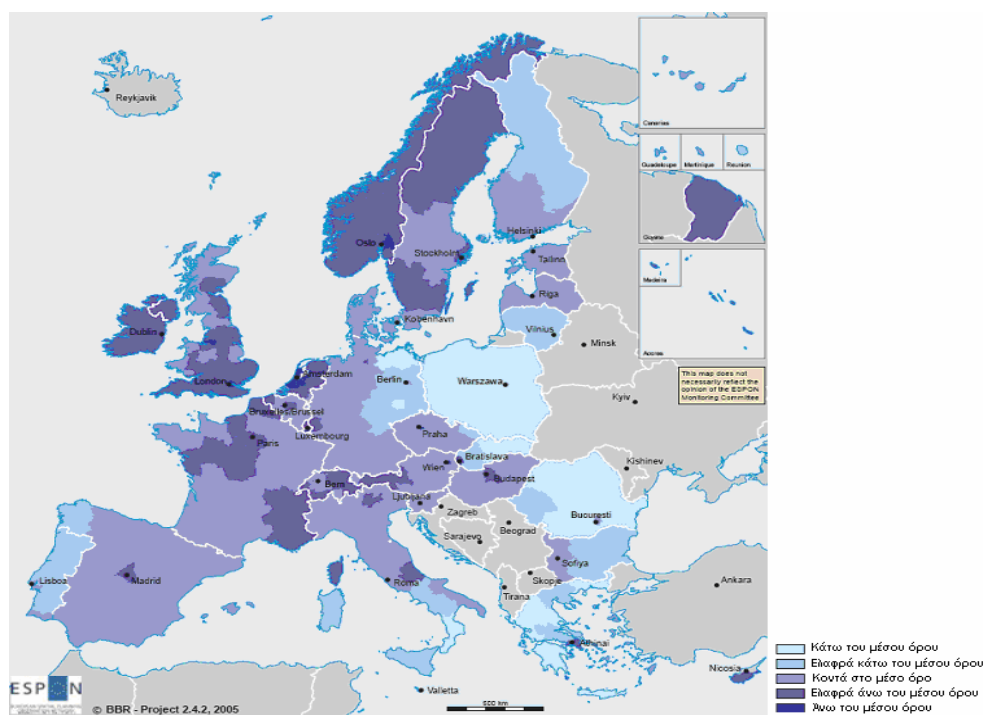 Reykjavik
Canarias
Guadeloupe
Martinique
Reunion
Guyane
Helsinki
Oslo
Stockholm
Tallinn
Madeira
Riga
Dublin
København
Vilnius
Minsk
Acores
London
Amsterdam
Berlin
Warszawa
This map does not
necessarily reflect the
opinion of the ESPON
Monitoring Committee
Kyiv
Bruxelles/Brussel
Luxembourg
Paris
Praha
Kishinev
Wien
Bratislava
Bern
Budapest
Ljubljana
Zagreb
Bucuresti
Beograd
Sarajevo
Sofiya
Lisboa
Madrid
Roma
Skopje
Tirana
Ankara
Athinai
Κάτω του μέσου όρου
Ελαφρά κάτω του μέσου όρου
Nicosia
Κοντά στο μέσο όρο
ESPON
Valletta
Ελαφρά άνω του μέσου όρου
© BBR - Project 2.4.2, 2005
500 km
Άνω του μέσου όρου